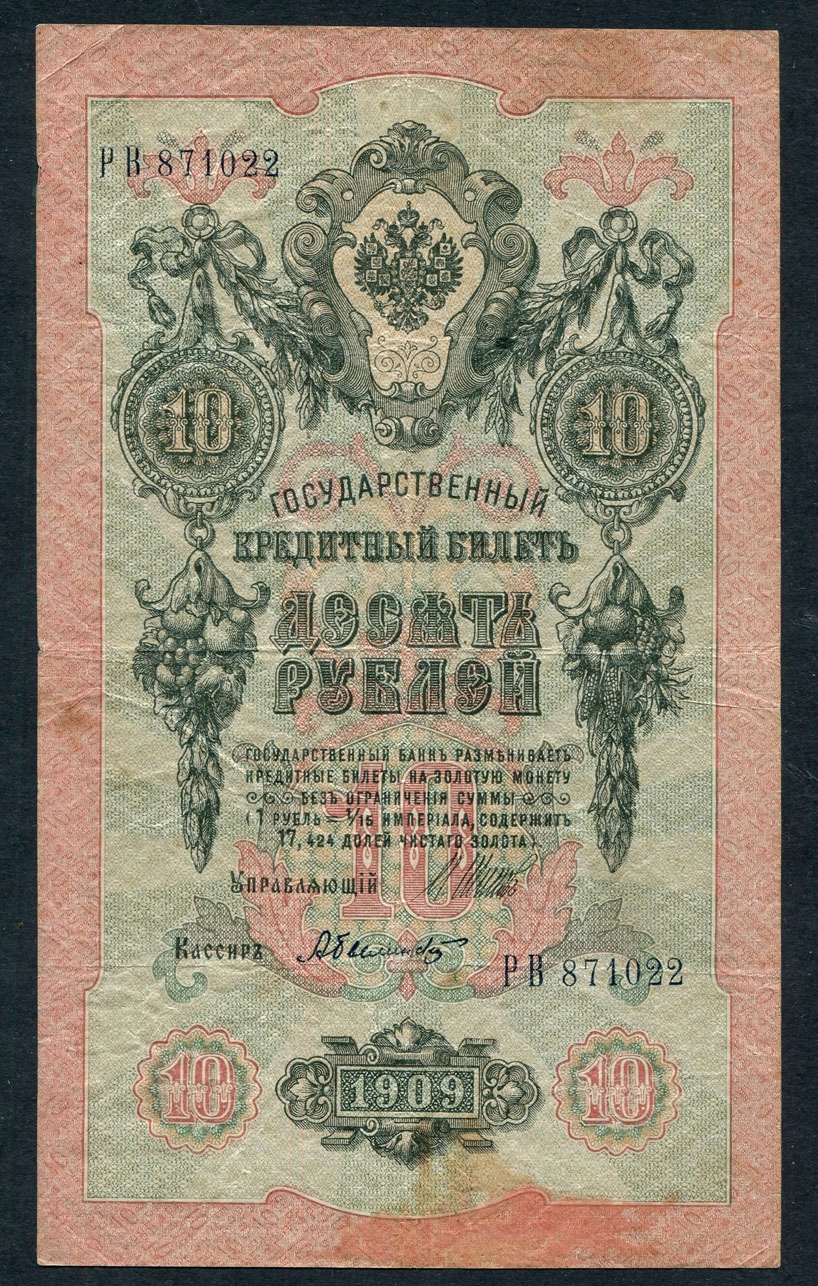 РВ 871022
10 10
ГОСУДАРСТВЕННЫЙ
КРЕДИТНЫЙ БИЛЕТЪ
ДЕСЯТЬ
РУБЛЕЙ
ГОСУДАРСТВЕННЫЙ БАНКЪ РАЗМѢНИВАЕТЪ
КРЕДИТНЫЕ БИЛЕТЫ НА ЗОЛОТУЮ МОНЕТУ
БЕЗЪ ОГРАНИЧЕНІЯ СУММЫ
(1 РУБЛЬ = 1/15 ИМПЕРІАЛА, СОДЕРЖИТЪ
17,424 ДОЛЕЙ ЧИСТАГО ЗОЛОТА).
10
Управляющій
Кассиръ
РВ 871022
10 1909 10